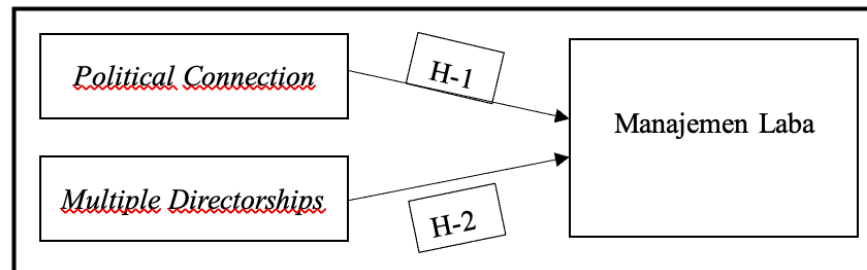 Political Connection
H-1
Manajemen Laba
Multiple Directorships
H-2